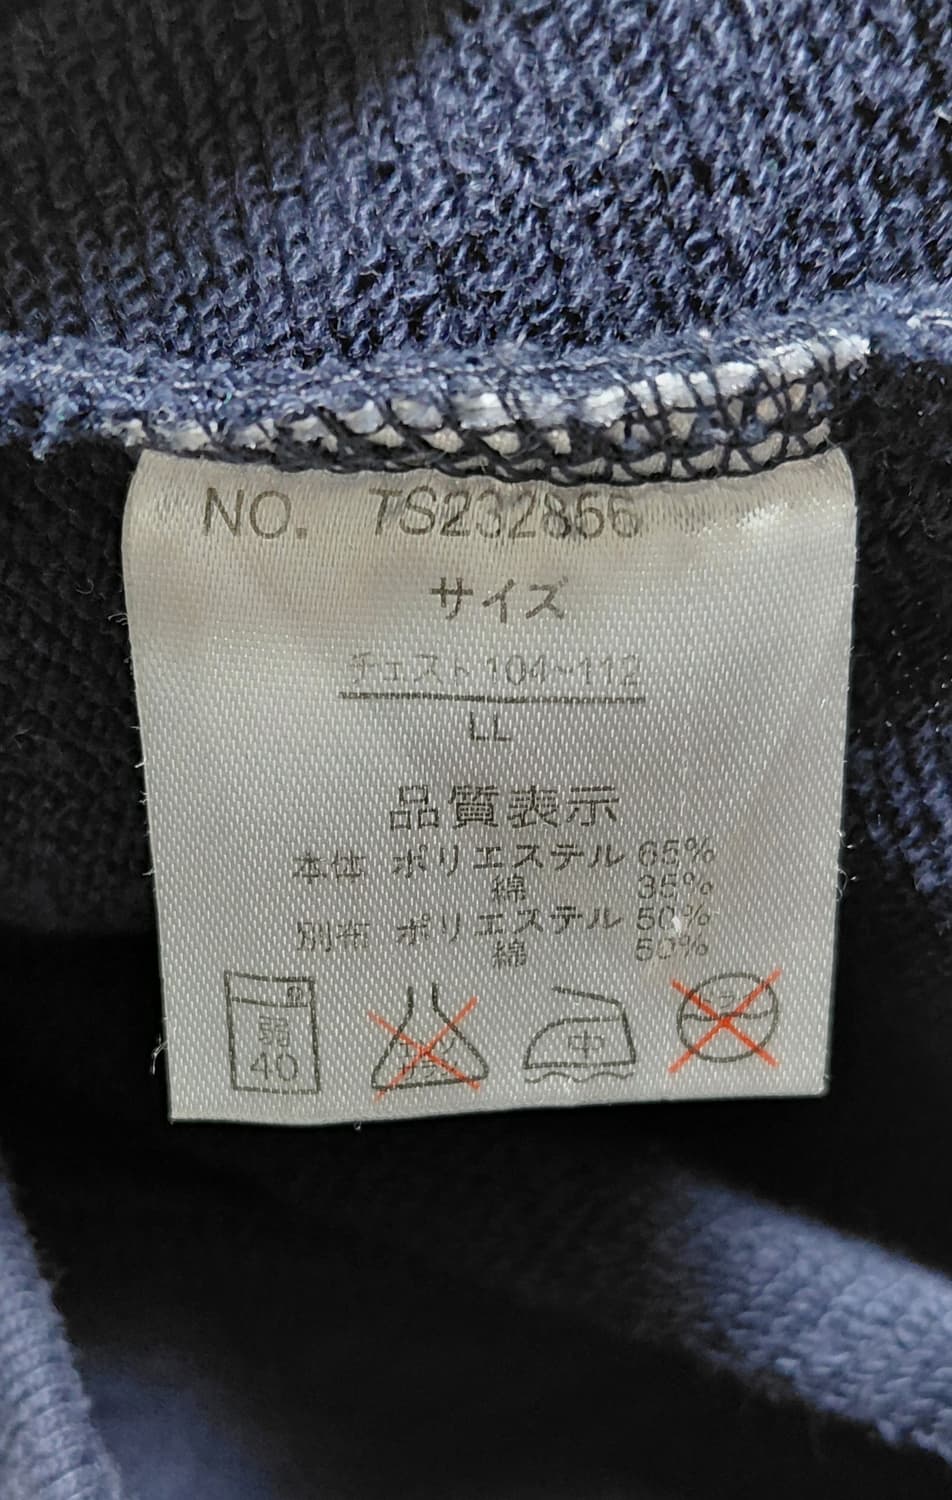 NO. TS232866
サイズ
チェスト104~112
LL
品質表示
本体 ポリエステル 65%
綿 35%
別布 ポリエステル 50%
綿 50%
弱
40
中